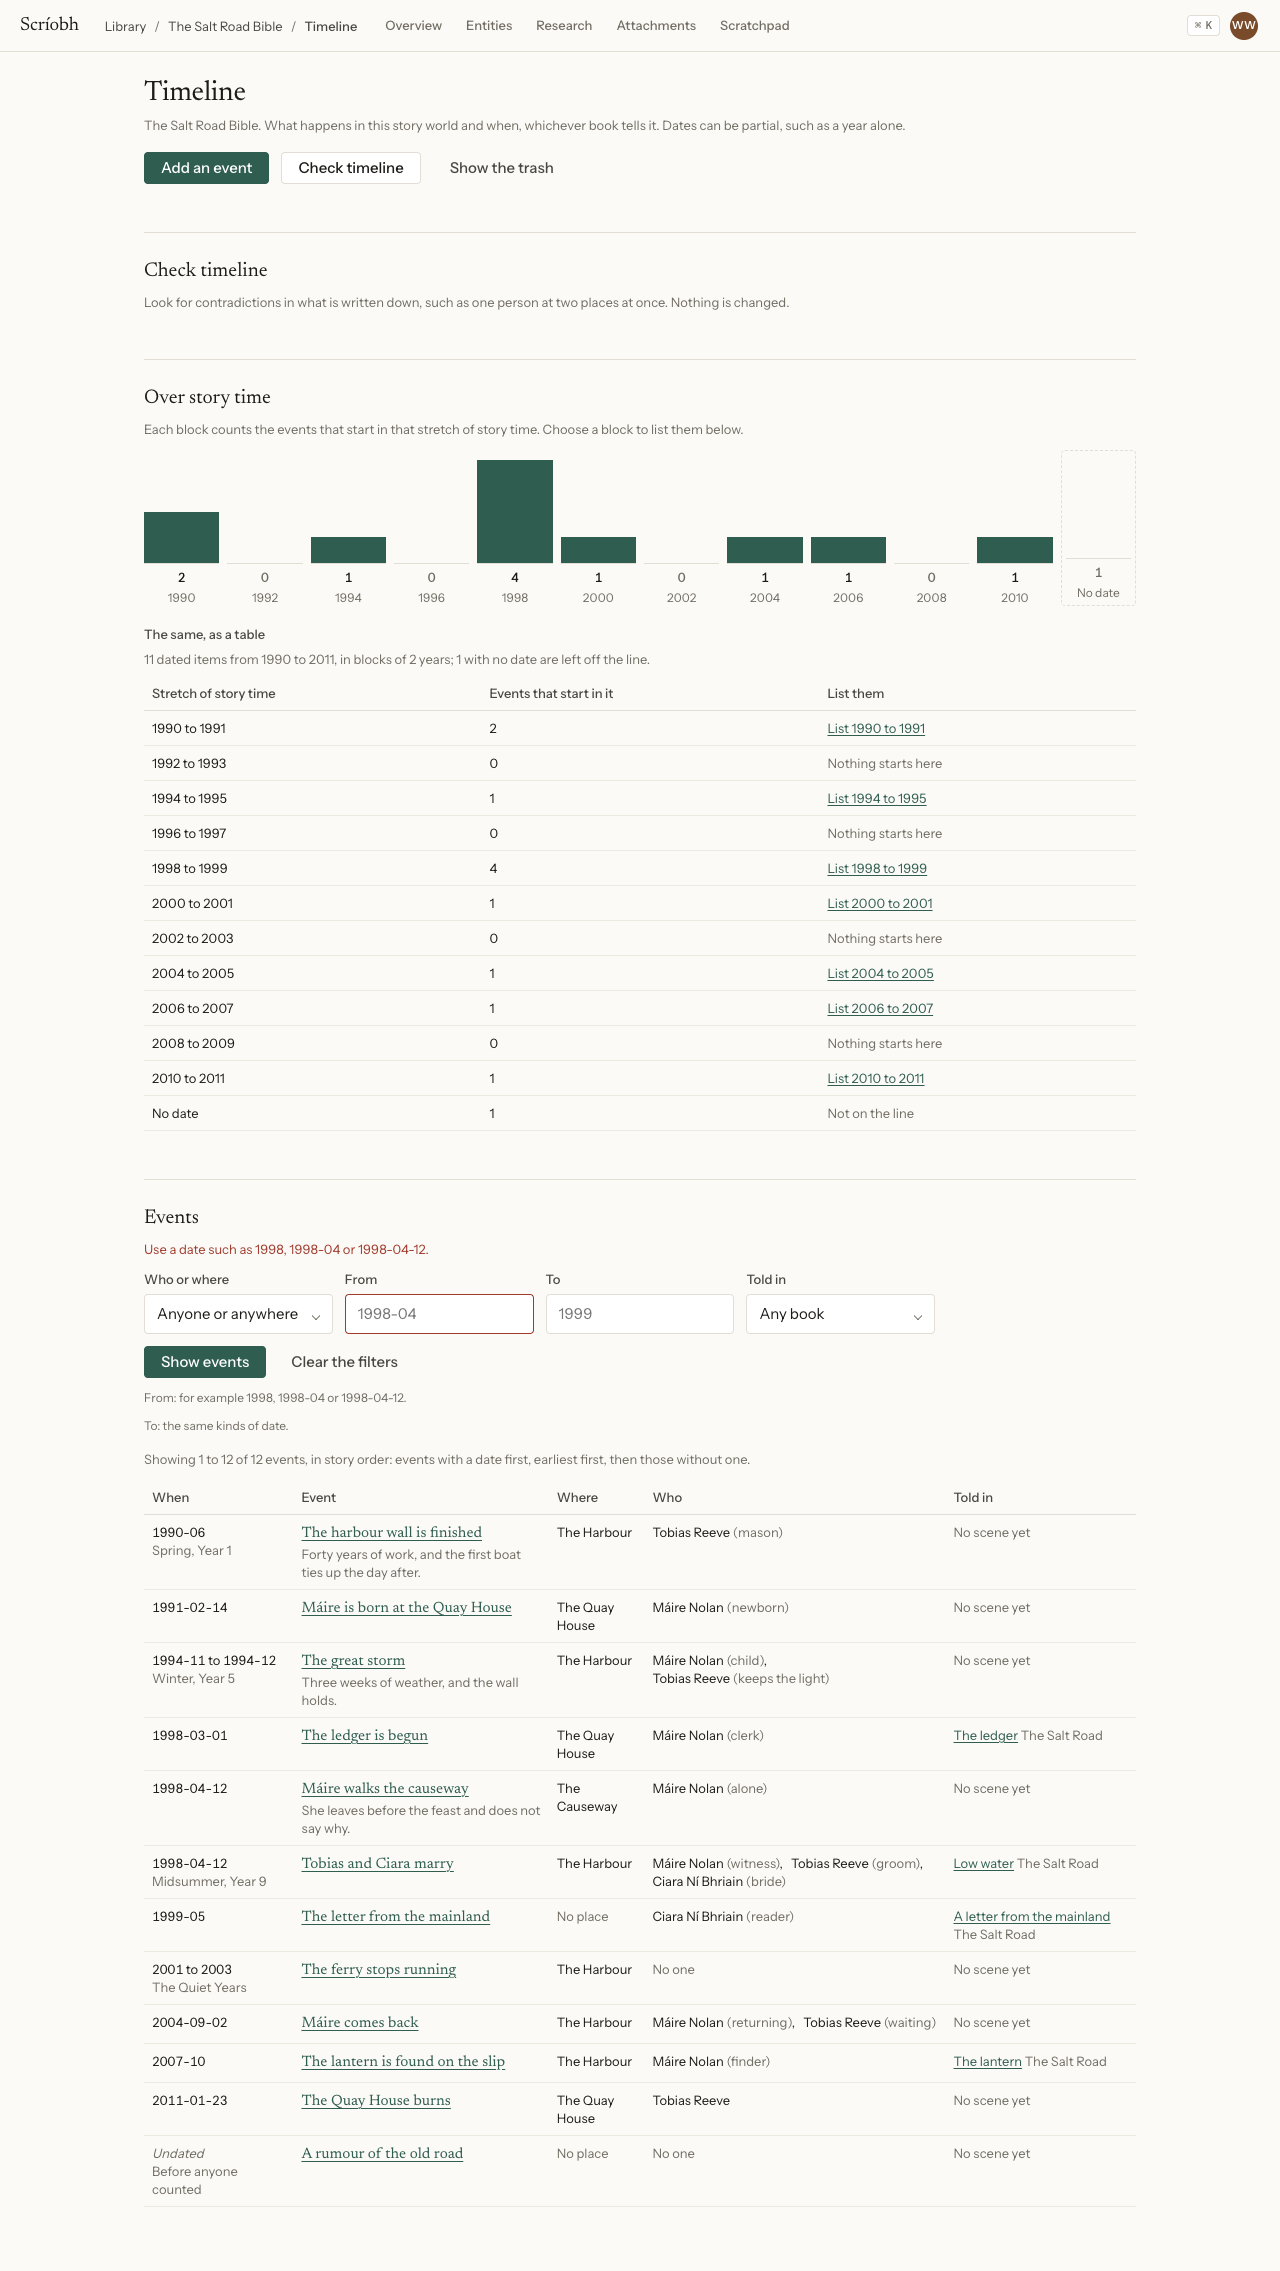 Scríobh Library / The Salt Road Bible / Timeline Overview Entities Research Attachments Scratchpad ⌘ K WW
Timeline
The Salt Road Bible. What happens in this story world and when, whichever book tells it. Dates can be partial, such as a year alone.
Add an event Check timeline Show the trash
Check timeline
Look for contradictions in what is written down, such as one person at two places at once. Nothing is changed.
Over story time
Each block counts the events that start in that stretch of story time. Choose a block to list them below.
2 0 1 0 4 1 0 1 1 0 1 1
1990 1992 1994 1996 1998 2000 2002 2004 2006 2008 2010 No date
The same, as a table
11 dated items from 1990 to 2011, in blocks of 2 years; 1 with no date are left off the line.
Stretch of story time Events that start in it List them
1990 to 1991 2 List 1990 to 1991
1992 to 1993 0 Nothing starts here
1994 to 1995 1 List 1994 to 1995
1996 to 1997 0 Nothing starts here
1998 to 1999 4 List 1998 to 1999
2000 to 2001 1 List 2000 to 2001
2002 to 2003 0 Nothing starts here
2004 to 2005 1 List 2004 to 2005
2006 to 2007 1 List 2006 to 2007
2008 to 2009 0 Nothing starts here
2010 to 2011 1 List 2010 to 2011
No date 1 Not on the line
Events
Use a date such as 1998, 1998-04 or 1998-04-12.
Who or where From To Told in
Anyone or anywhere 1998-04 1999 Any book
Show events Clear the filters
From: for example 1998, 1998-04 or 1998-04-12.
To: the same kinds of date.
Showing 1 to 12 of 12 events, in story order: events with a date first, earliest first, then those without one.
When Event Where Who Told in
1990-06 The harbour wall is finished The Harbour Tobias Reeve (mason) No scene yet
Spring, Year 1 Forty years of work, and the first boat
ties up the day after.
1991-02-14 Máire is born at the Quay House The Quay Máire Nolan (newborn) No scene yet
House
1994-11 to 1994-12 The great storm The Harbour Máire Nolan (child), No scene yet
Winter, Year 5 Three weeks of weather, and the wall Tobias Reeve (keeps the light)
holds.
1998-03-01 The ledger is begun The Quay Máire Nolan (clerk) The ledger The Salt Road
House
1998-04-12 Máire walks the causeway The Máire Nolan (alone) No scene yet
She leaves before the feast and does not Causeway
say why.
1998-04-12 Tobias and Ciara marry The Harbour Máire Nolan (witness), Tobias Reeve (groom), Low water The Salt Road
Midsummer, Year 9 Ciara Ní Bhriain (bride)
1999-05 The letter from the mainland No place Ciara Ní Bhriain (reader) A letter from the mainland
The Salt Road
2001 to 2003 The ferry stops running The Harbour No one No scene yet
The Quiet Years
2004-09-02 Máire comes back The Harbour Máire Nolan (returning), Tobias Reeve (waiting) No scene yet
2007-10 The lantern is found on the slip The Harbour Máire Nolan (finder) The lantern The Salt Road
2011-01-23 The Quay House burns The Quay Tobias Reeve No scene yet
House
Undated A rumour of the old road No place No one No scene yet
Before anyone
counted